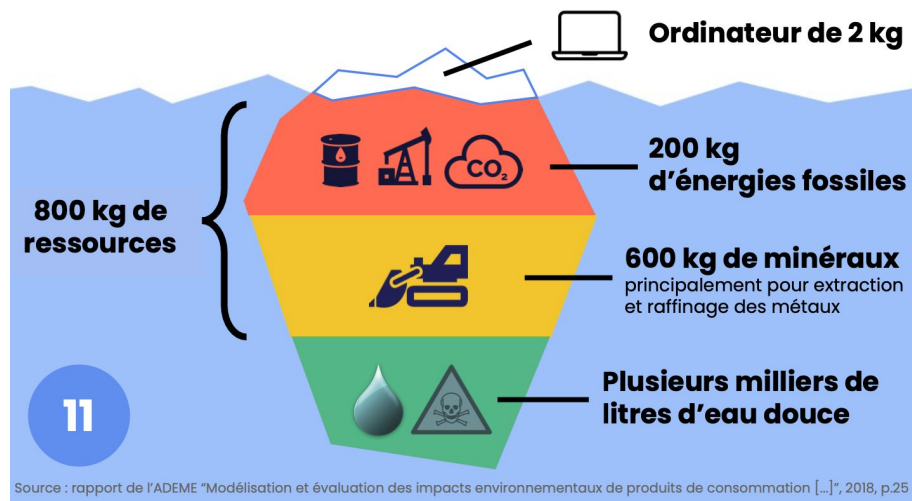 Ordinateur de 2 kg
CO₂
200 kg
d’énergies fossiles
800 kg de
ressources
600 kg de minéraux
principalement pour extraction
et raffinage des métaux
Plusieurs milliers de
litres d’eau douce
11
Source : rapport de l’ADEME “Modélisation et évaluation des impacts environnementaux de produits de consommation [...]”, 2018, p.25